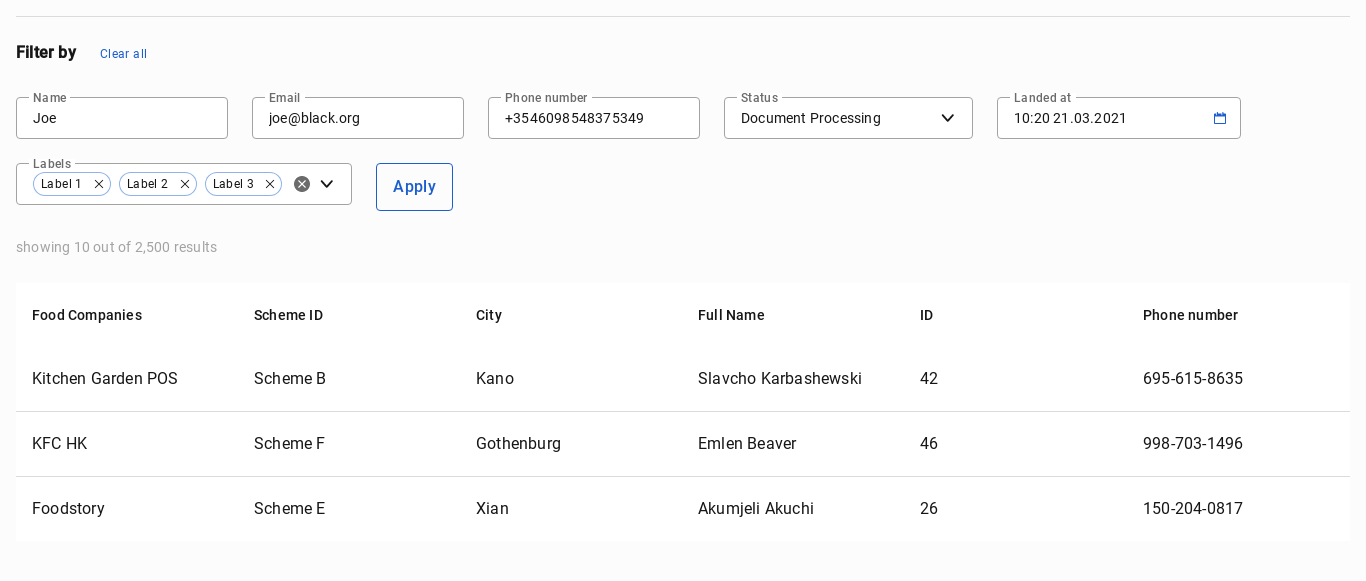 Filter by Clear all
Name Email Phone number Status Landed at
Joe joe@black.org +3546098548375349 Document Processing 10:20 21.03.2021
Labels
Label 1 Label 2 Label 3 Apply
showing 10 out of 2,500 results
Food Companies Scheme ID City Full Name ID Phone number
Kitchen Garden POS Scheme B Kano Slavcho Karbashewski 42 695-615-8635
KFC HK Scheme F Gothenburg Emlen Beaver 46 998-703-1496
Foodstory Scheme E Xian Akumjeli Akuchi 26 150-204-0817